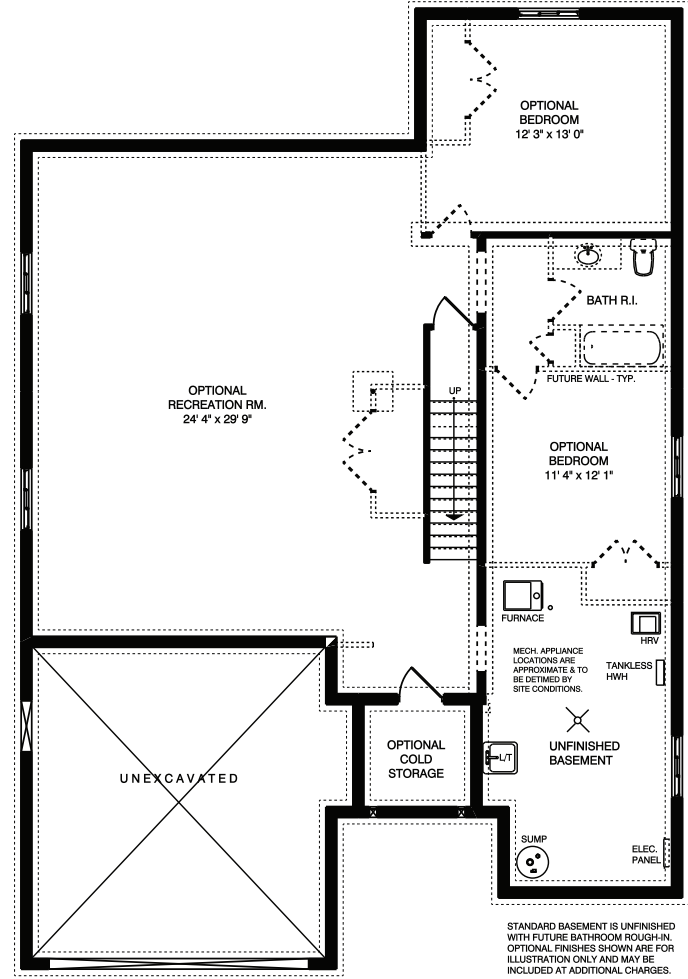 OPTIONAL
BEDROOM
12' 3" x 13' 0"
BATH R.I.
UP
FUTURE WALL - TYP.
OPTIONAL
RECREATION RM.
24' 4" x 29' 9"
OPTIONAL
BEDROOM
11' 4" x 12' 1"
FURNACE
HRV
MECH. APPLIANCE
LOCATIONS ARE
APPROXIMATE & TO
BE DETIMED BY
SITE CONDITIONS.
TANKLESS
HWH
UNEXCAVATED
OPTIONAL
COLD
STORAGE
L/T
UNFINISHED
BASEMENT
SUMP
ELEC.
PANEL
STANDARD BASEMENT IS UNFINISHED
WITH FUTURE BATHROOM ROUGH-IN.
OPTIONAL FINISHES SHOWN ARE FOR
ILLUSTRATION ONLY AND MAY BE
INCLUDED AT ADDITIONAL CHARGES.